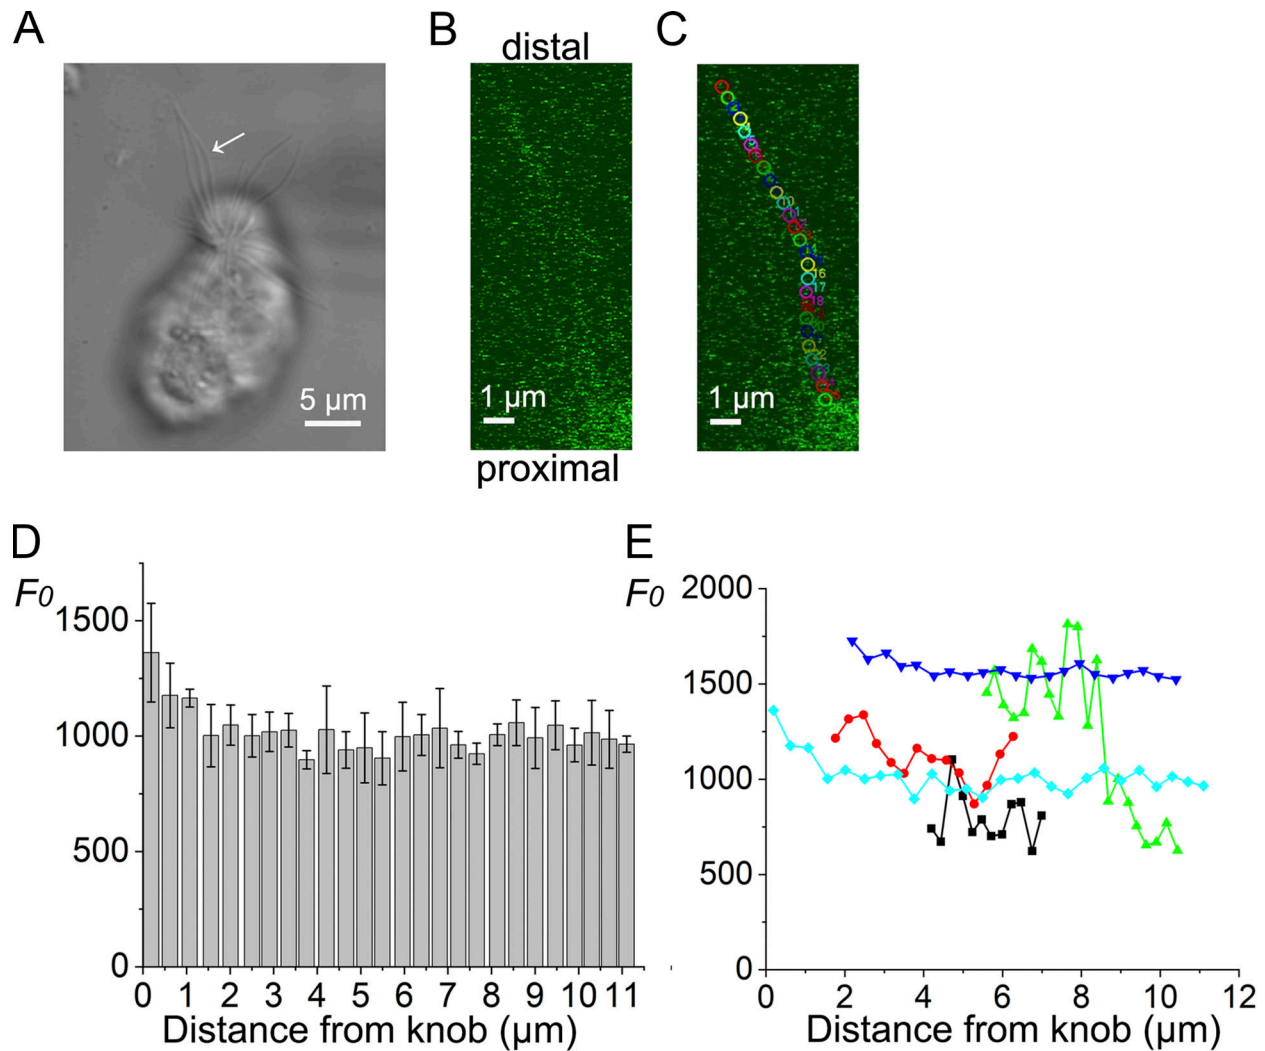 A
B
C
distal
16
17
18
5 µm
1 µm
1 µm
proximal
D
E
F0
1500
1000
500
0
0 1 2 3 4 5 6 7 8 9 10 11
Distance from knob (µm)
F0
2000
1500
1000
500
0
0 2 4 6 8 10 12
Distance from knob (µm)